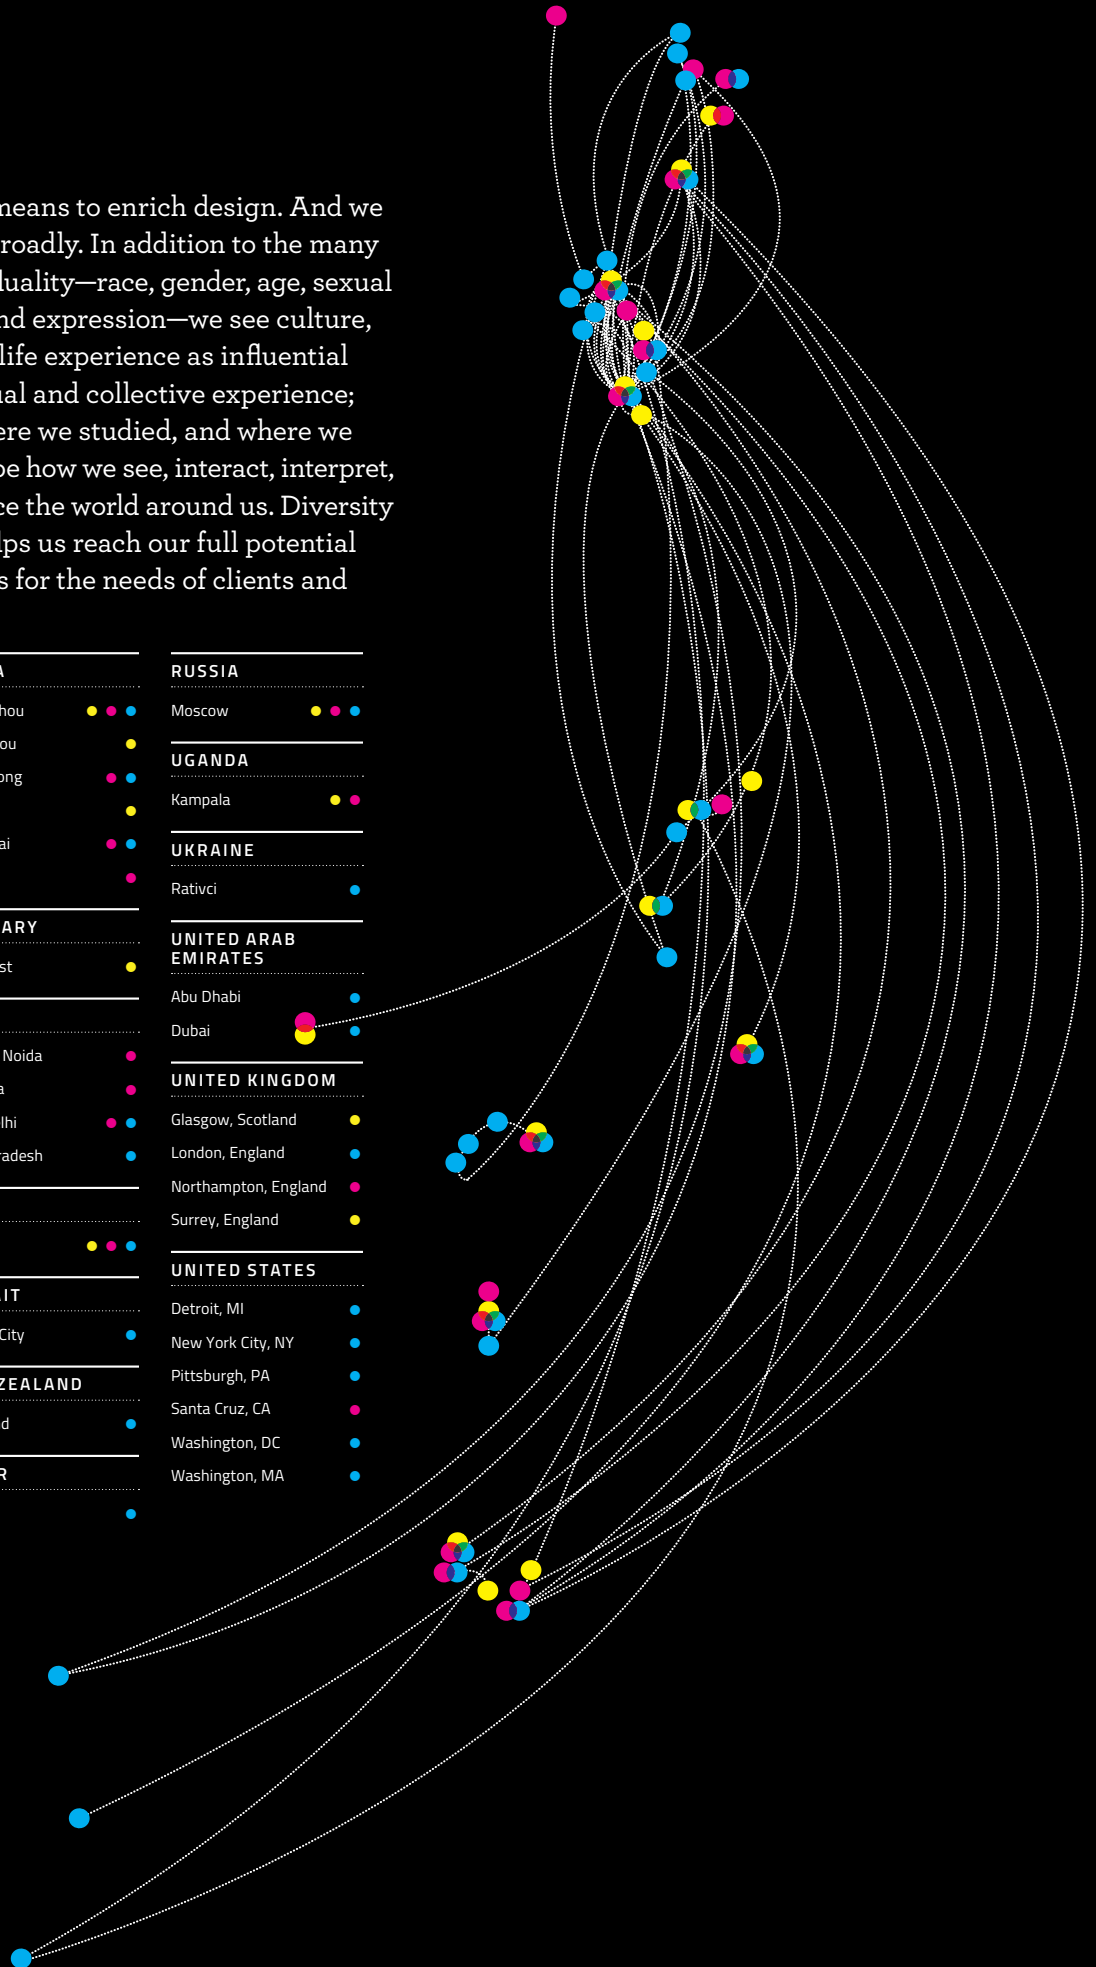 means to enrich design. And we
roadly. In addition to the many
uality—race, gender, age, sexual
nd expression—we see culture,
life experience as influential
ual and collective experience;
ere we studied, and where we
be how we see, interact, interpret,
ce the world around us. Diversity
lps us reach our full potential
s for the needs of clients and
A
hou
ou
ong
ai
ARY
st
Noida
a
lhi
radesh
IT
City
ZEALAND
d
R
RUSSIA
Moscow
UGANDA
Kampala
UKRAINE
Rativci
UNITED ARAB
EMIRATES
Abu Dhabi
Dubai
UNITED KINGDOM
Glasgow, Scotland
London, England
Northampton, England
Surrey, England
UNITED STATES
Detroit, MI
New York City, NY
Pittsburgh, PA
Santa Cruz, CA
Washington, DC
Washington, MA